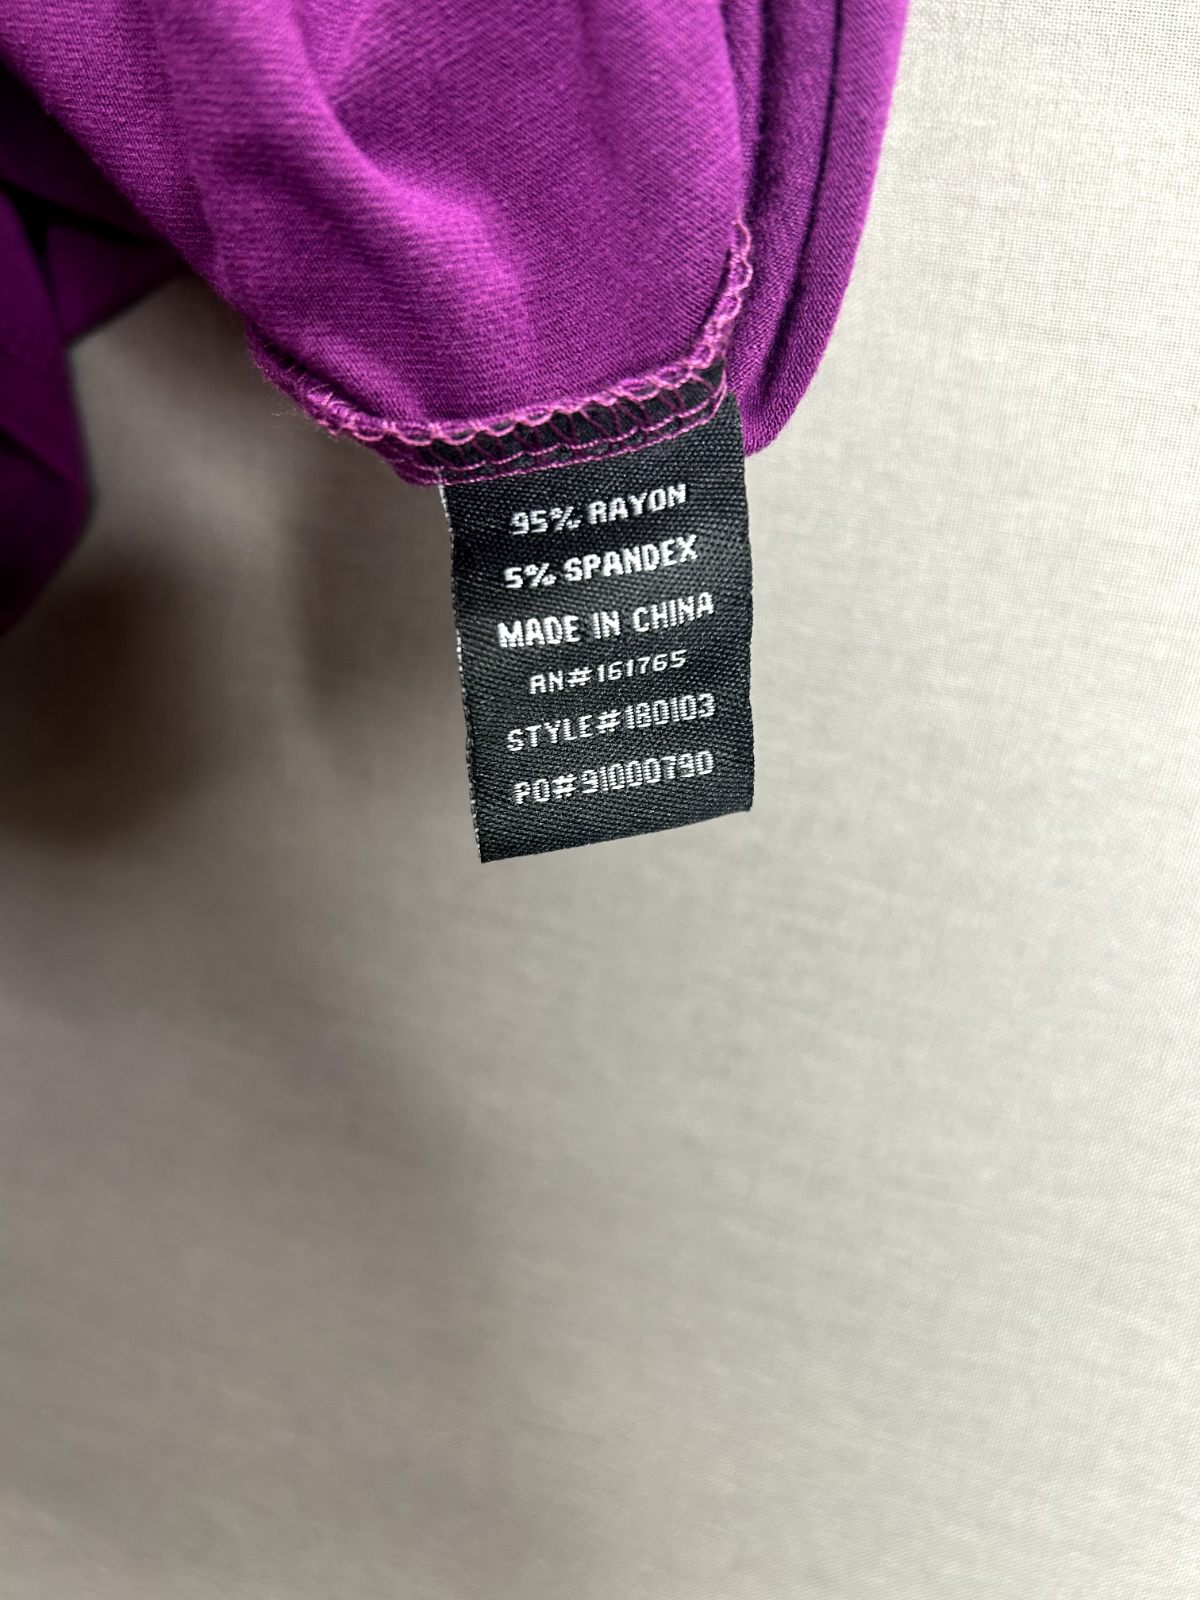 95% RAYON
5% SPANDEX
MADE IN CHINA
RN#161765
STYLE#180103
PO#91000790